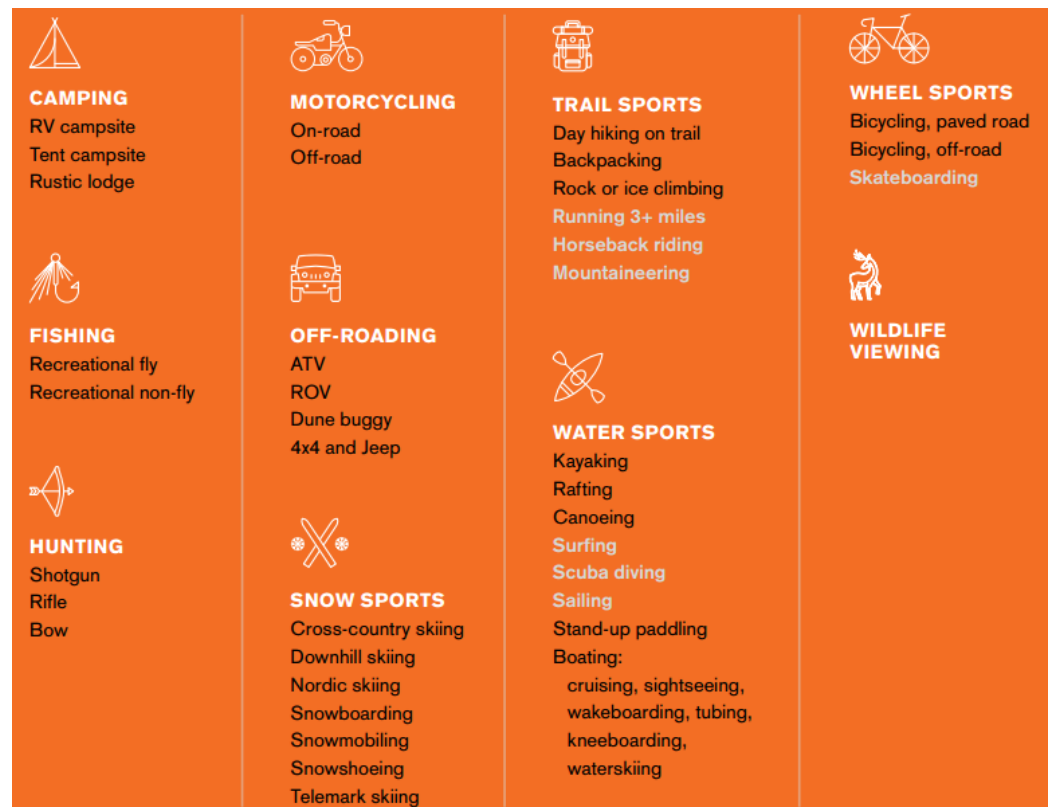 CAMPING
RV campsite
Tent campsite
Rustic lodge
FISHING
Recreational fly
Recreational non-fly
HUNTING
Shotgun
Rifle
Bow
MOTORCYCLING
On-road
Off-road
OFF-ROADING
ATV
ROV
Dune buggy
4x4 and Jeep
SNOW SPORTS
Cross-country skiing
Downhill skiing
Nordic skiing
Snowboarding
Snowmobiling
Snowshoeing
Telemark skiing
TRAIL SPORTS
Day hiking on trail
Backpacking
Rock or ice climbing
Running 3+ miles
Horseback riding
Mountaineering
WATER SPORTS
Kayaking
Rafting
Canoeing
Surfing
Scuba diving
Sailing
Stand-up paddling
Boating:
cruising, sightseeing,
wakeboarding, tubing,
kneeboarding,
waterskiing
WHEEL SPORTS
Bicycling, paved road
Bicycling, off-road
Skateboarding
WILDLIFE
VIEWING